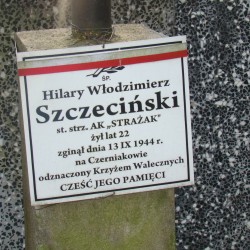 ŚP.
Hilary Włodzimierz
Szczeciński
st. strz. AK „STRAŻAK”
żył lat 22
zginął dnia 13 IX 1944 r.
na Czerniakowie
odznaczony Krzyżem Walecznych
CZEŚĆ JEGO PAMIĘCI